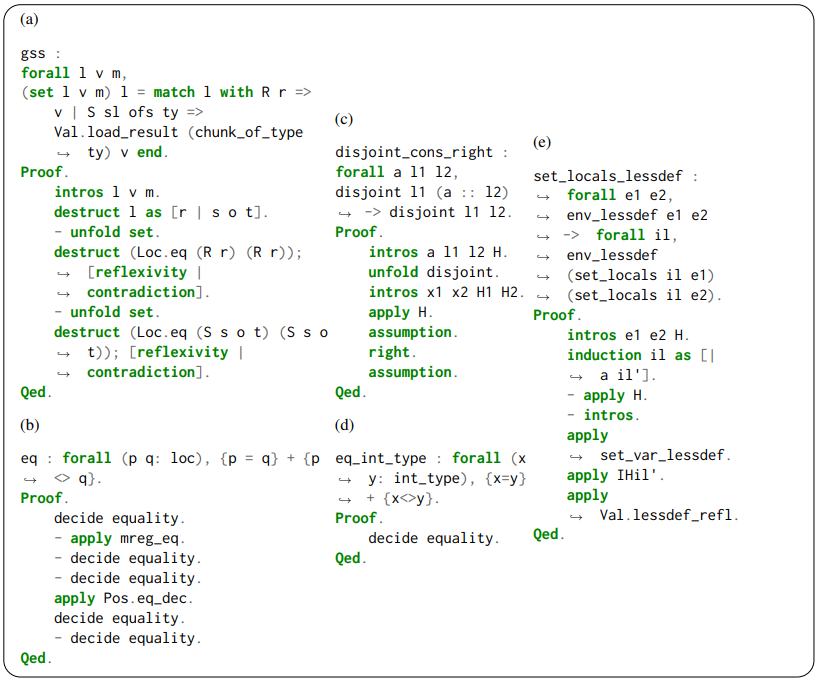 (a)
gss :
forall l v m,
(set l v m) l = match l with R r =>
v | S sl ofs ty =>
Val.load_result (chunk_of_type
↪ ty) v end.
Proof.
intros l v m.
destruct l as [r | s o t].
- unfold set.
destruct (Loc.eq (R r) (R r));
↪ [reflexivity |
↪ contradiction].
- unfold set.
destruct (Loc.eq (S s o t) (S s o
↪ t)); [reflexivity |
↪ contradiction].
Qed.
(b)
eq : forall (p q: loc), {p = q} + {p
↪ <> q}.
Proof.
decide equality.
- apply mreg_eq.
- decide equality.
- decide equality.
apply Pos.eq_dec.
decide equality.
- decide equality.
Qed.
(c)
disjoint_cons_right :
forall a l1 l2,
disjoint l1 (a :: l2)
↪ -> disjoint l1 l2.
Proof.
intros a l1 l2 H.
unfold disjoint.
intros x1 x2 H1 H2.
apply H.
assumption.
right.
assumption.
Qed.
(d)
eq_int_type : forall (x
↪ y: int_type), {x=y}
↪ + {x<>y}.
Proof.
decide equality.
Qed.
(e)
set_locals_lessdef :
↪ forall e1 e2,
↪ env_lessdef e1 e2
↪ -> forall il,
↪ env_lessdef
↪ (set_locals il e1)
↪ (set_locals il e2).
Proof.
intros e1 e2 H.
induction il as [|
↪ a il'].
- apply H.
- intros.
apply
↪ set_var_lessdef.
apply IHil'.
apply
↪ Val.lessdef_refl.
Qed.